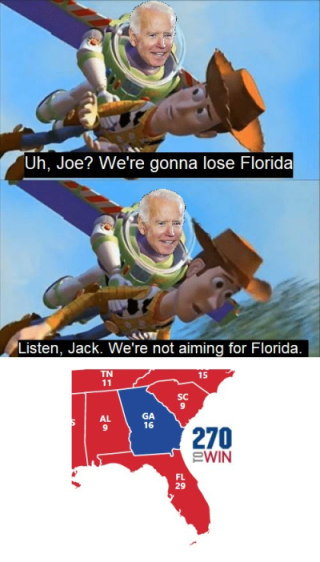 Uh, Joe? We're gonna lose Florida
Listen, Jack. We're not aiming for Florida.
TN
11
15
SC
9
S
AL
9
GA
16
270
TO
WIN
FL
29